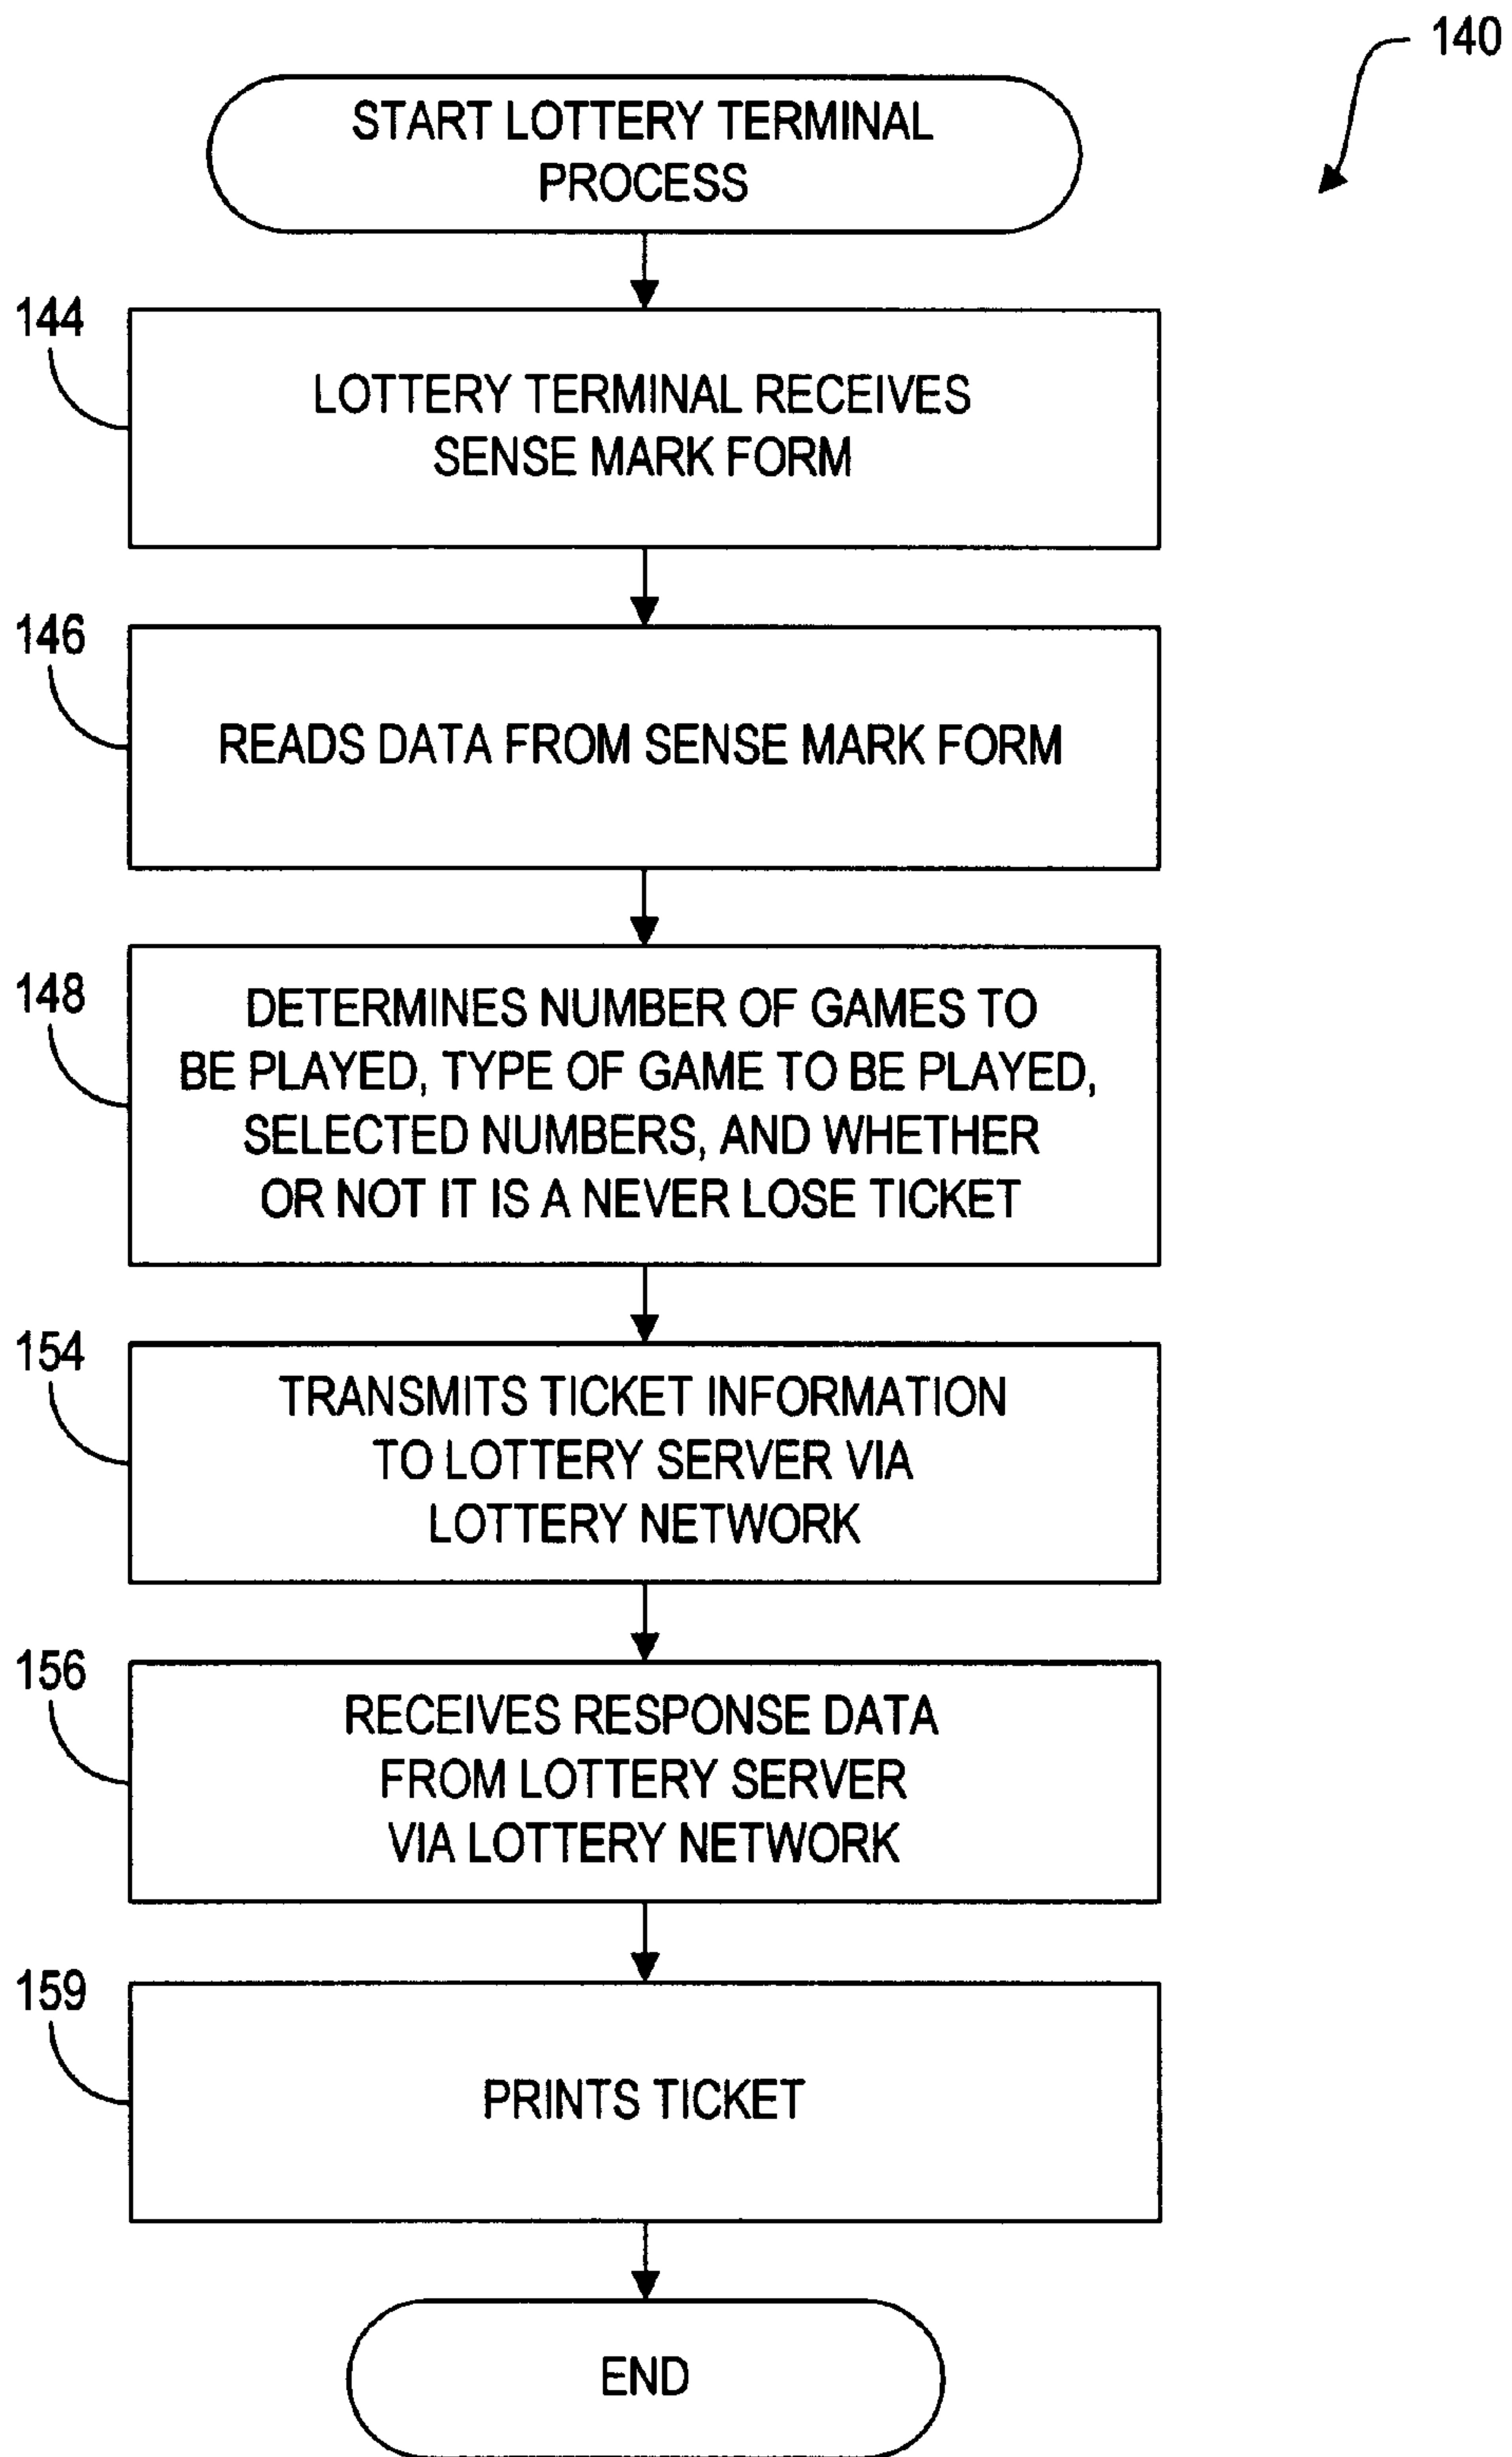 140
START LOTTERY TERMINAL
PROCESS
144
LOTTERY TERMINAL RECEIVES
SENSE MARK FORM
146
READS DATA FROM SENSE MARK FORM
148
DETERMINES NUMBER OF GAMES TO
BE PLAYED, TYPE OF GAME TO BE PLAYED,
SELECTED NUMBERS, AND WHETHER
OR NOT IT IS A NEVER LOSE TICKET
154
TRANSMITS TICKET INFORMATION
TO LOTTERY SERVER VIA
LOTTERY NETWORK
156
RECEIVES RESPONSE DATA
FROM LOTTERY SERVER
VIA LOTTERY NETWORK
159
PRINTS TICKET
END